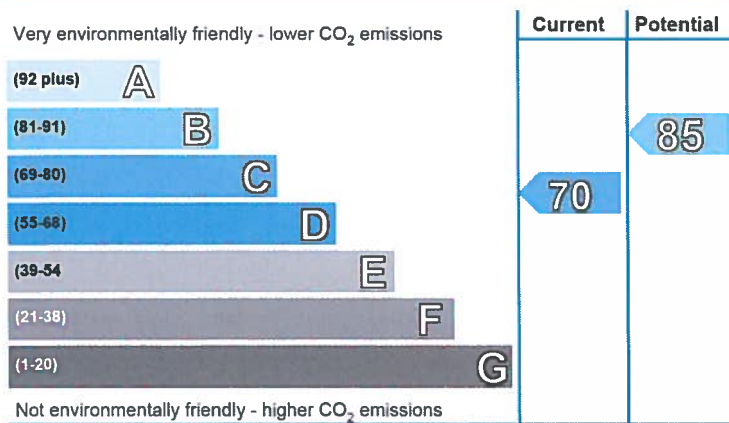 Very environmentally friendly - lower CO₂ emissions
Current
Potential
(92 plus) A
(81-91) B
85
(69-80) C
70
(55-68) D
(39-54 E
(21-38) F
(1-20) G
Not environmentally friendly - higher CO₂ emissions